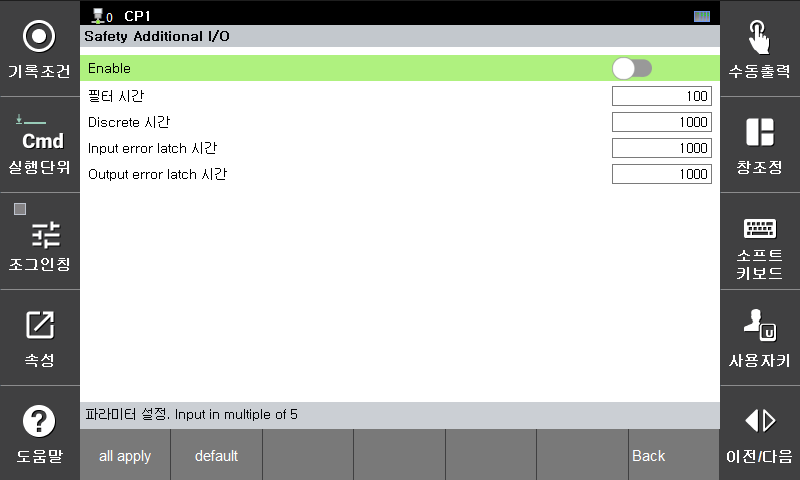 0 CP1
Safety Additional I/O
기록조건
Enable
수동출력
필터 시간 100
Discrete 시간 1000
Input error latch 시간 1000
Output error latch 시간 1000
Cmd
실행단위
창조정
조그인칭
소프트
키보드
속성
U
사용자키
파라미터 설정. Input in multiple of 5
?
도움말
all apply default Back
이전/다음